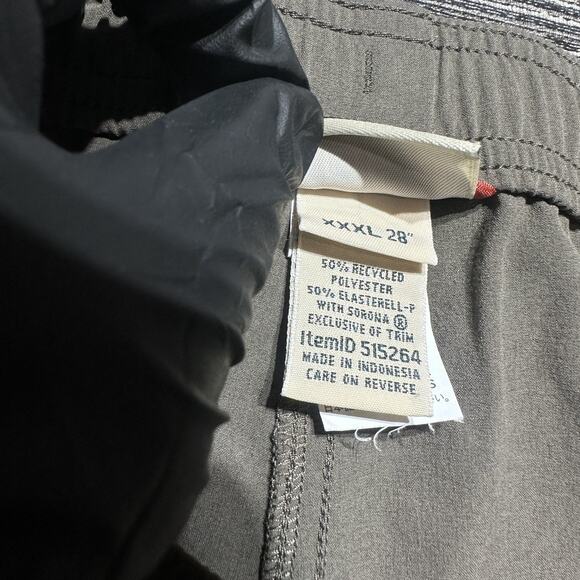 XXXL 28"
50% RECYCLED
POLYESTER
50% ELASTERELL-P
WITH SORONA ®
EXCLUSIVE OF TRIM
ItemID 515264
MADE IN INDONESIA
CARE ON REVERSE